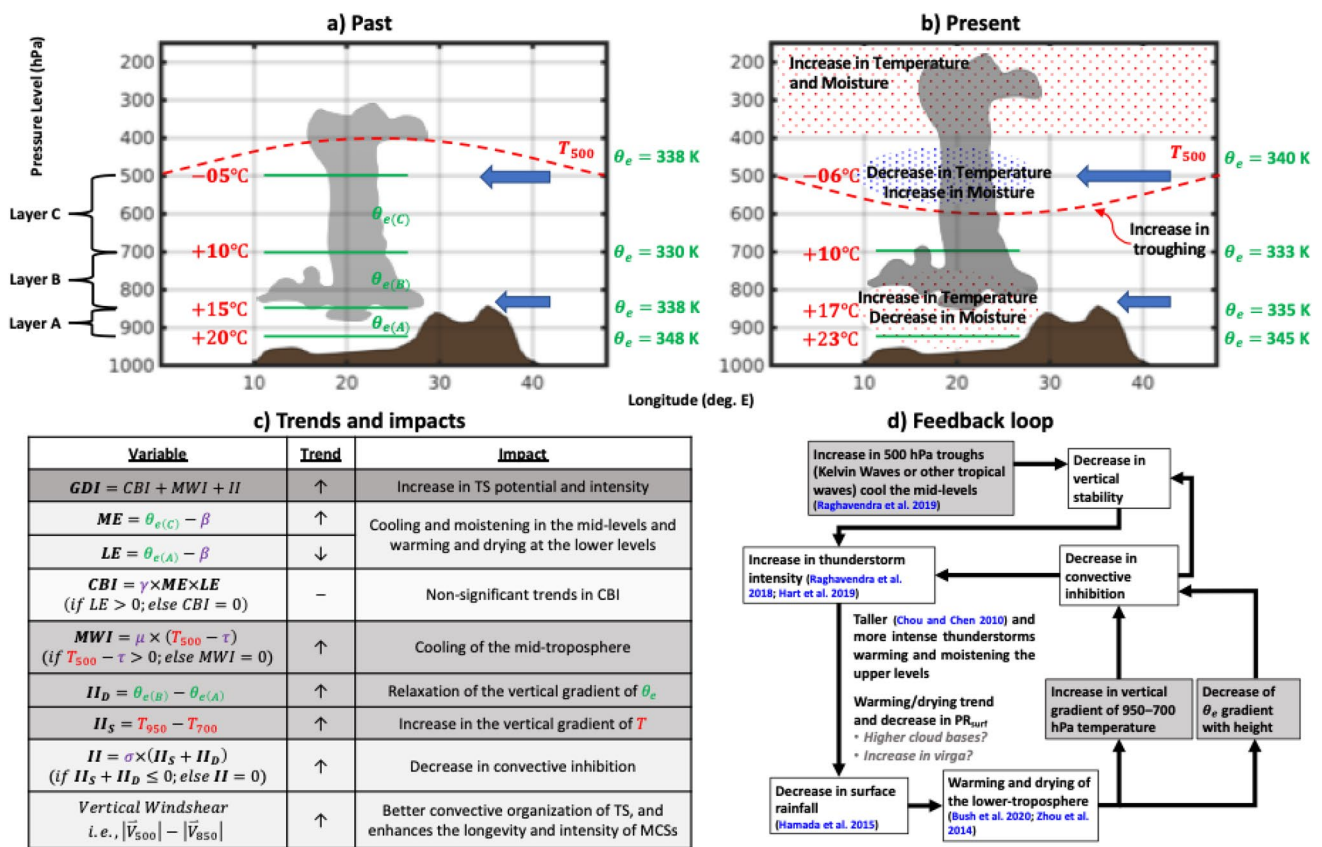 a) Past
Pressure Level (hPa)
200
300
400
500
600
700
800
900
1000
Layer C
Layer B
Layer A
T500
−05°C
+10°C
+15°C
+20°C
θe(C)
θe(B)
θe(A)
θe = 338 K
θe = 330 K
θe = 338 K
θe = 348 K
10
20
30
40
b) Present
200
300
400
500
600
700
800
900
1000
Increase in Temperature
and Moisture
T500
−06°C
Decrease in Temperature
Increase in Moisture
Increase in
troughing
+10°C
Increase in Temperature
+17°C
Decrease in Moisture
+23°C
θe = 340 K
θe = 333 K
θe = 335 K
θe = 345 K
10
20
30
40
Longitude (deg. E)
c) Trends and impacts
Variable Trend Impact
GDI = CBI + MWI + II ↑ Increase in TS potential and intensity
ME = θe(C) − β ↑
LE = θe(A) − β ↓
Cooling and moistening in the mid-levels and
warming and drying at the lower levels
CBI = γ×ME×LE
(if LE > 0; else CBI = 0)
– Non-significant trends in CBI
MWI = μ × (T500 − τ)
(if T500 − τ > 0; else MWI = 0)
↑ Cooling of the mid-troposphere
IID = θe(B) − θe(A) ↑ Relaxation of the vertical gradient of θe
IIS = T950 − T700 ↑ Increase in the vertical gradient of T
II = σ×(IIS + IID)
(if IIS + IID ≤ 0; else II = 0)
↑ Decrease in convective inhibition
Vertical Windshear
i.e., |V⃗500| − |V⃗850|
↑
Better convective organization of TS, and
enhances the longevity and intensity of MCSs
d) Feedback loop
Increase in 500 hPa troughs
(Kelvin Waves or other tropical
waves) cool the mid-levels
(Raghavendra et al. 2019)
Decrease in
vertical
stability
Increase in thunderstorm
intensity (Raghavendra et al.
2018; Hart et al. 2019)
Decrease in
convective
inhibition
Taller (Chou and Chen 2010) and
more intense thunderstorms
warming and moistening the
upper levels
Warming/drying trend
and decrease in PRsurf
• Higher cloud bases?
• Increase in virga?
Increase in vertical
gradient of 950–700
hPa temperature
Decrease of
θe gradient
with height
Decrease in surface
rainfall
(Hamada et al. 2015)
Warming and drying of
the lower-troposphere
(Bush et al. 2020; Zhou et al.
2014)